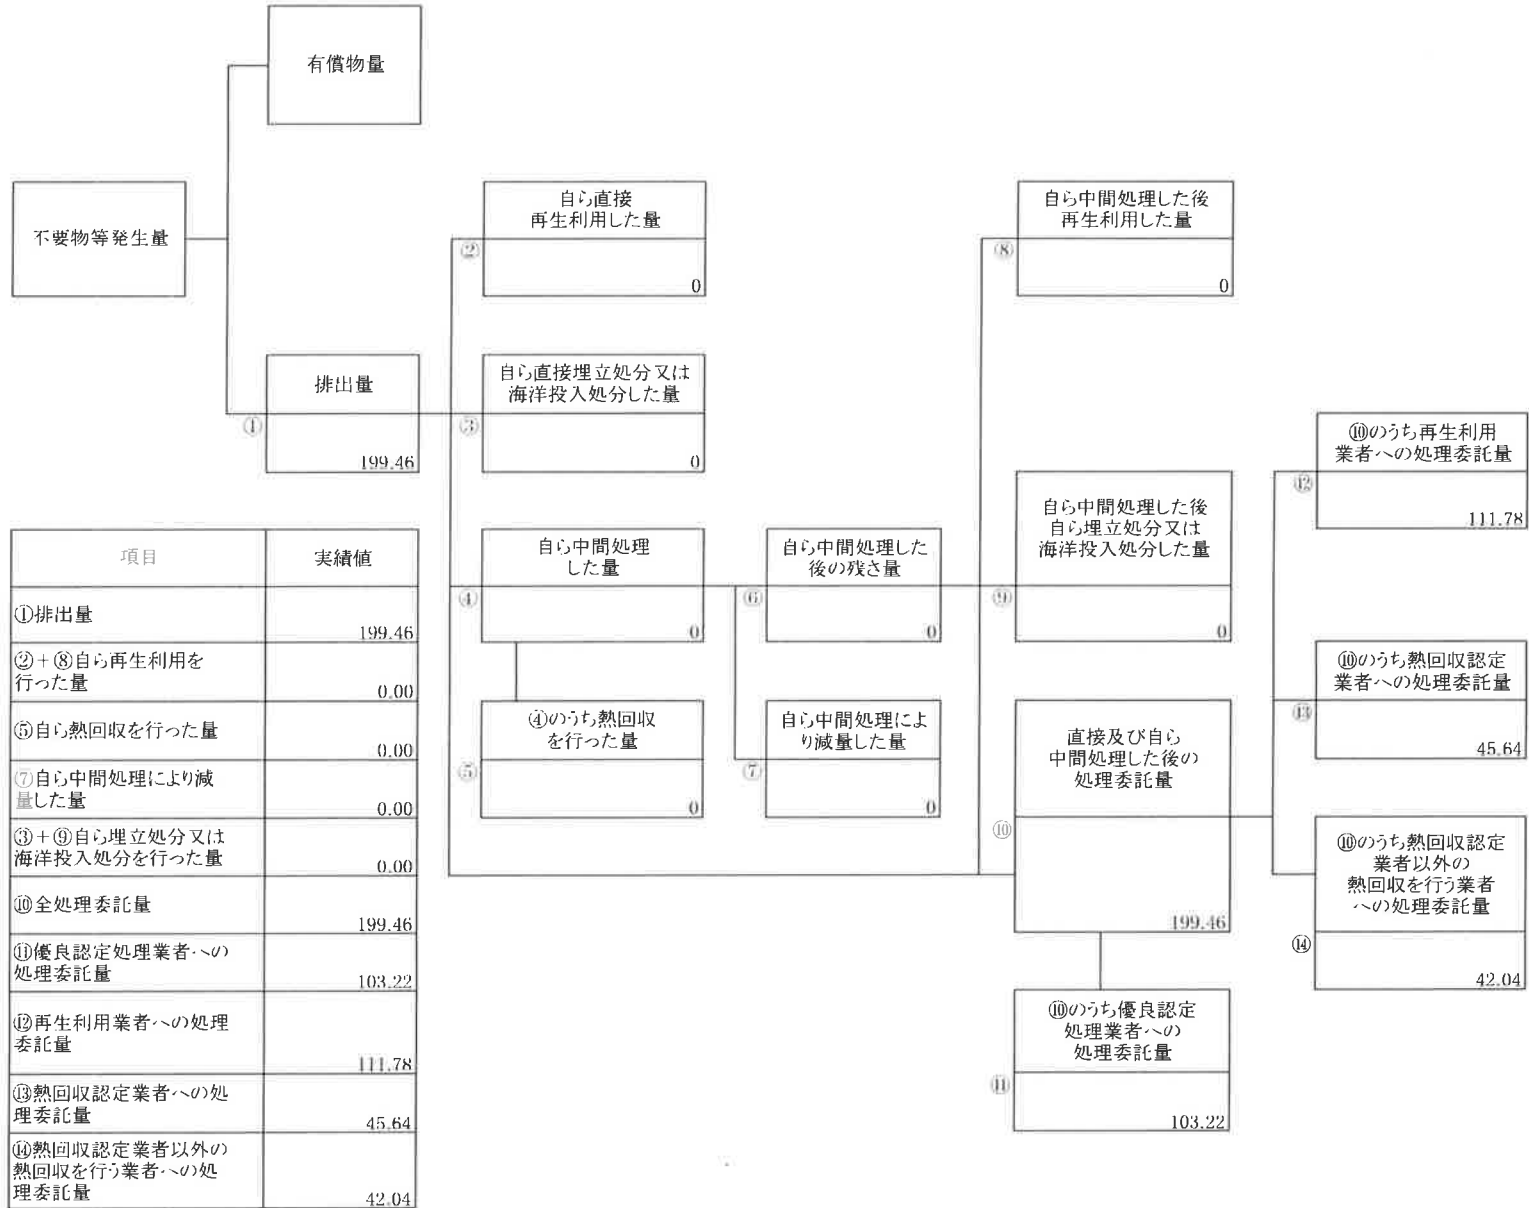 有償物量
不要物等発生量
排出量
①
199.46
自ら直接
再生利用した量
②
0
自ら直接埋立処分又は
海洋投入処分した量
③
0
自ら中間処理
した量
④
0
④のうち熱回収
を行った量
⑤
0
自ら中間処理した
後の残さ量
⑥
0
自ら中間処理によ
り減量した量
⑦
0
自ら中間処理した後
再生利用した量
⑧
0
自ら中間処理した後
自ら埋立処分又は
海洋投入処分した量
⑨
0
直接及び自ら
中間処理した後の
処理委託量
⑩
199.46
⑩のうち優良認定
処理業者への
処理委託量
⑪
103.22
⑩のうち再生利用
業者への処理委託量
⑫
111.78
⑩のうち熱回収認定
業者への処理委託量
⑬
45.64
⑩のうち熱回収認定
業者以外の
熱回収を行う業者
への処理委託量
⑭
42.04
項目 実績値
①排出量
199.46
②+⑧自ら再生利用を
行った量
0.00
⑤自ら熱回収を行った量
0.00
⑦自ら中間処理により減
量した量
0.00
③+⑨自ら埋立処分又は
海洋投入処分を行った量
0.00
⑩全処理委託量
199.46
⑪優良認定処理業者への
処理委託量
103.22
⑫再生利用業者への処理
委託量
111.78
⑬熱回収認定業者への処
理委託量
45.64
⑭熱回収認定業者以外の
熱回収を行う業者への処
理委託量
42.04